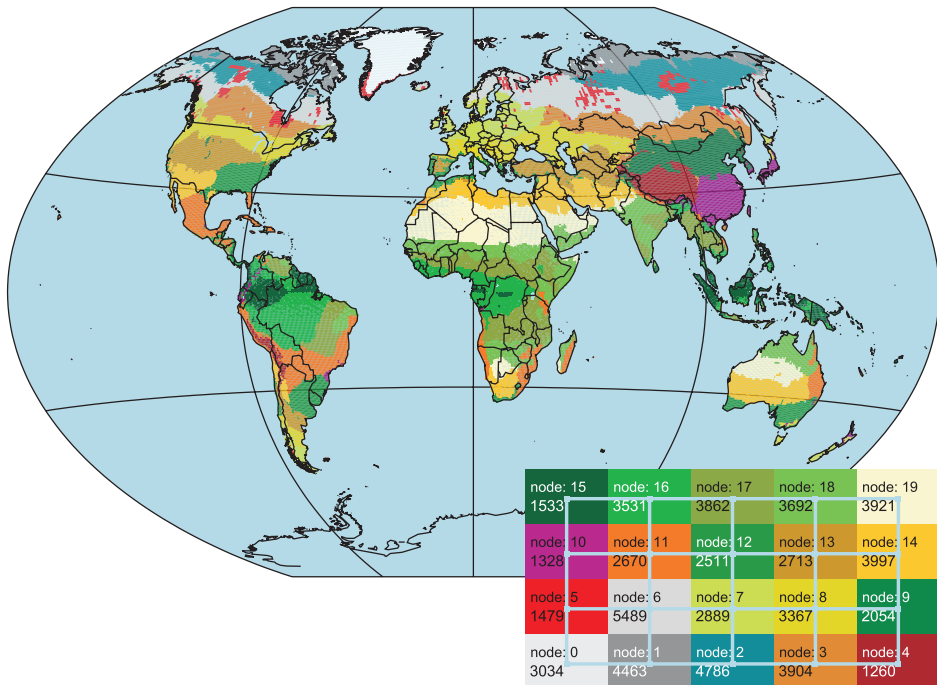 node: 15 node: 16 node: 17 node: 18 node: 19
1533 3531 3862 3692 3921
node: 10 node: 11 node: 12 node: 13 node: 14
1328 2670 2511 2713 3997
node: 5 node: 6 node: 7 node: 8 node: 9
1479 5489 2889 3367 2054
node: 0 node: 1 node: 2 node: 3 node: 4
3034 4463 4786 3904 1260